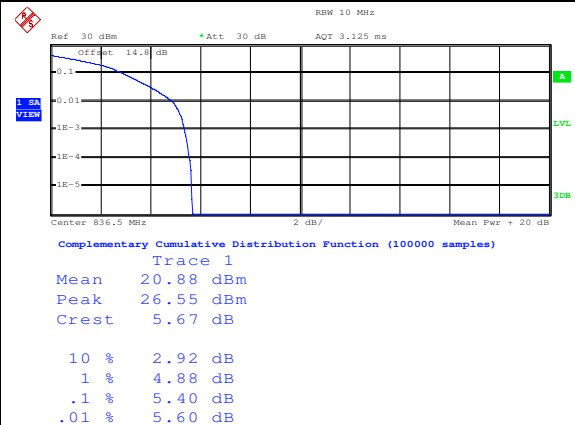 R S
RBW 10 MHz
Ref 30 dBm * Att 30 dB AQT 3.125 ms
Offset 14.8 dB
0.1
A
0.01
1 SA
VIEW
1E-3
LVL
1E-4
1E-5
3DB
Center 836.5 MHz 2 dB/ Mean Pwr + 20 dB
Complementary Cumulative Distribution Function (100000 samples)
Trace 1
Mean 20.88 dBm
Peak 26.55 dBm
Crest 5.67 dB
10 % 2.92 dB
1 % 4.88 dB
.1 % 5.40 dB
.01 % 5.60 dB